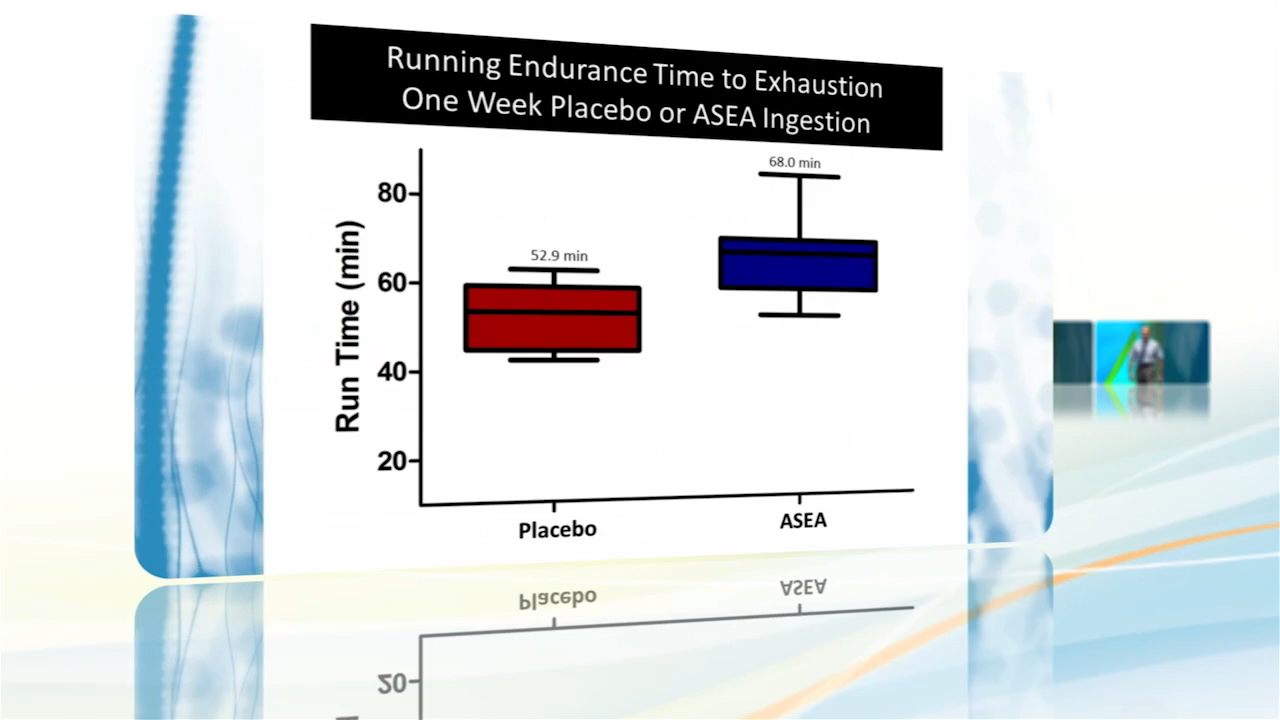 Running Endurance Time to Exhaustion
One Week Placebo or ASEA Ingestion
68.0 min
80
52.9 min
60
Run Time (min)
40
20
Placebo
ASEA
Placebo
ASEA
20